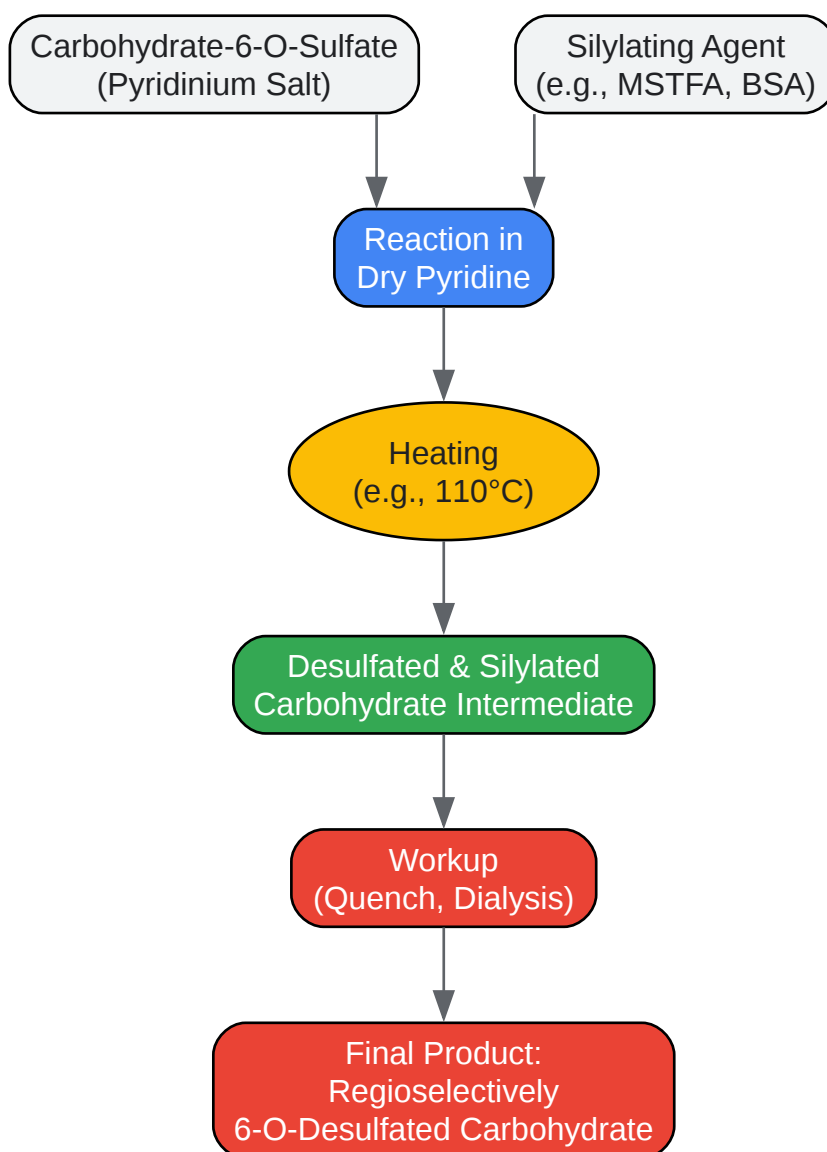 Carbohydrate-6-O-Sulfate
(Pyridinium Salt)
Silylating Agent
(e.g., MSTFA, BSA)
Reaction in
Dry Pyridine
Heating
(e.g., 110°C)
Desulfated & Silylated
Carbohydrate Intermediate
Workup
(Quench, Dialysis)
Final Product:
Regioselectively
6-O-Desulfated Carbohydrate